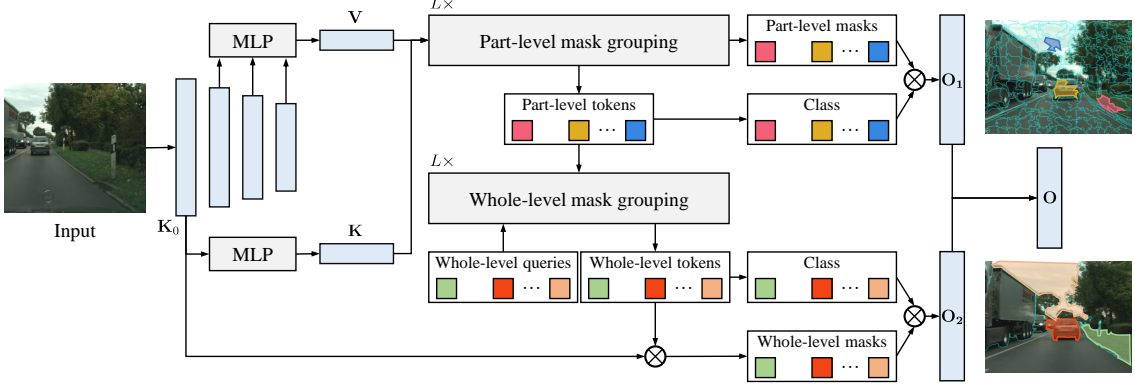 V
L×
MLP
Part-level mask grouping
Part-level masks
...
O₁
Part-level tokens
...
Class
...
Input
K₀
L×
Whole-level mask grouping
O
K
MLP
Whole-level queries
...
Whole-level tokens
...
Class
...
O₂
Whole-level masks
...